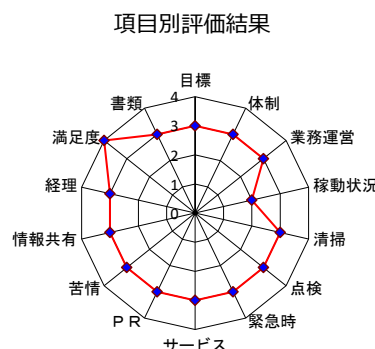 項目別評価結果
目標
体制
業務運営
稼動状況
清掃
点検
緊急時
サービス
ＰＲ
苦情
情報共有
経理
満足度
書類
4
3
2
1
0